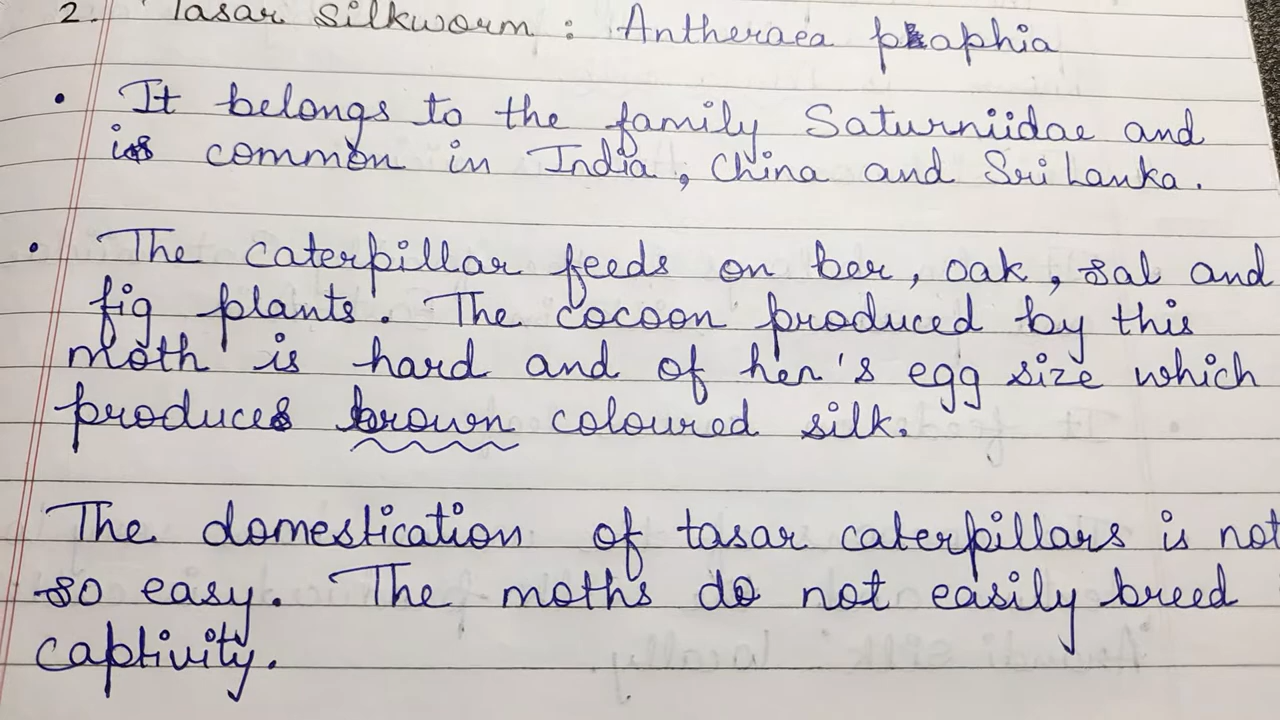 2. Tasar Silkworm : Antheraea paphia
• It belongs to the family Saturniidae and
is common in India, China and Sri Lanka.
• The caterpillar feeds on ber, oak, sal and
fig plants. The cocoon produced by this
moth is hard and of hen's egg size which
produces brown coloured silk.
The domestication of tasar caterpillars is not
so easy. The moths do not easily breed
captivity.